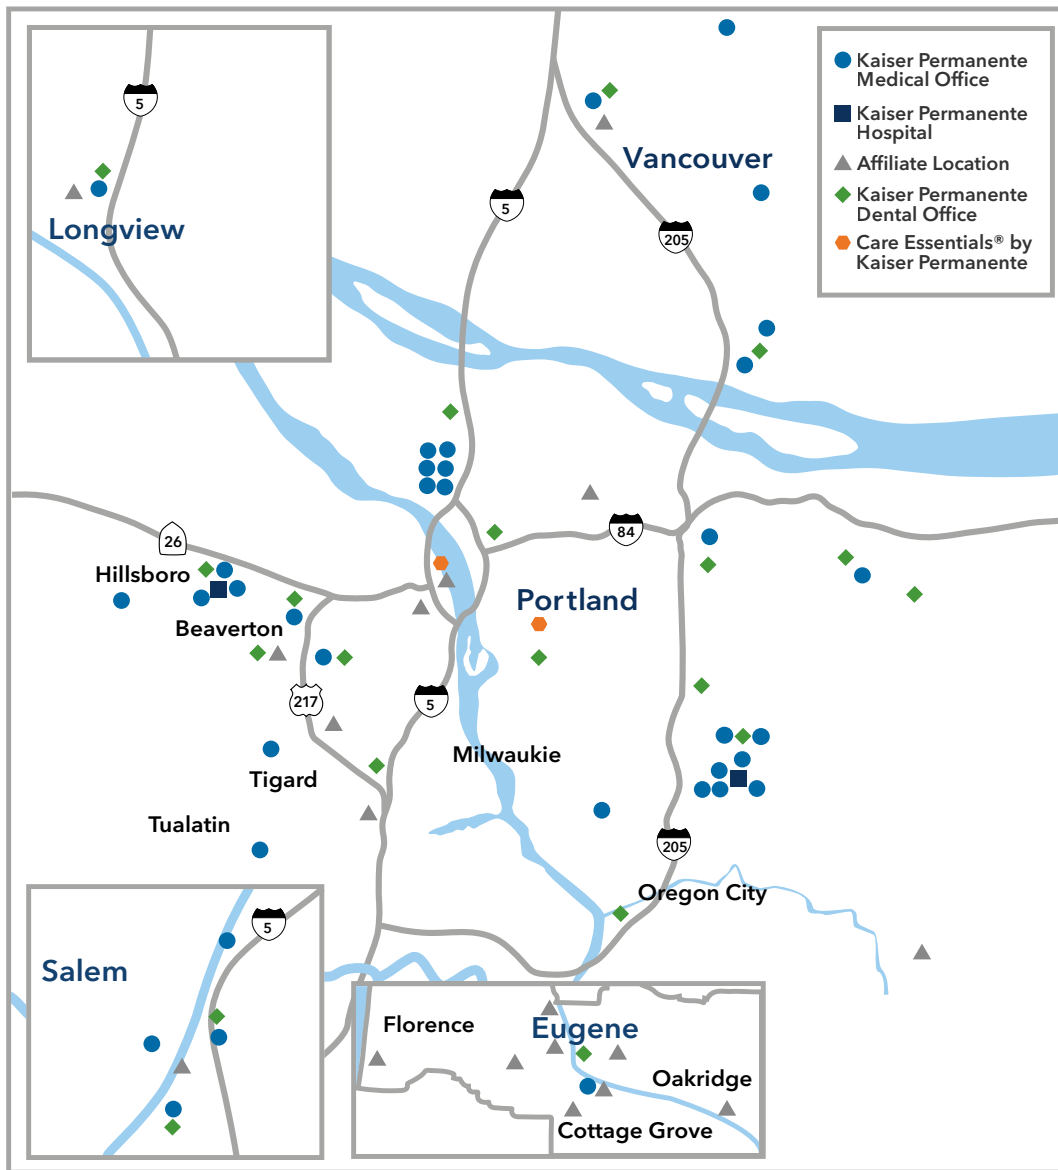 5
Longview
Kaiser Permanente
Medical Office
Kaiser Permanente
Hospital
Affiliate Location
Kaiser Permanente
Dental Office
Care Essentials® by
Kaiser Permanente
Vancouver
5
205
26
84
Hillsboro
Portland
Beaverton
217
5
Milwaukie
Tigard
Tualatin
205
Oregon City
5
Salem
Florence
Eugene
Oakridge
Cottage Grove